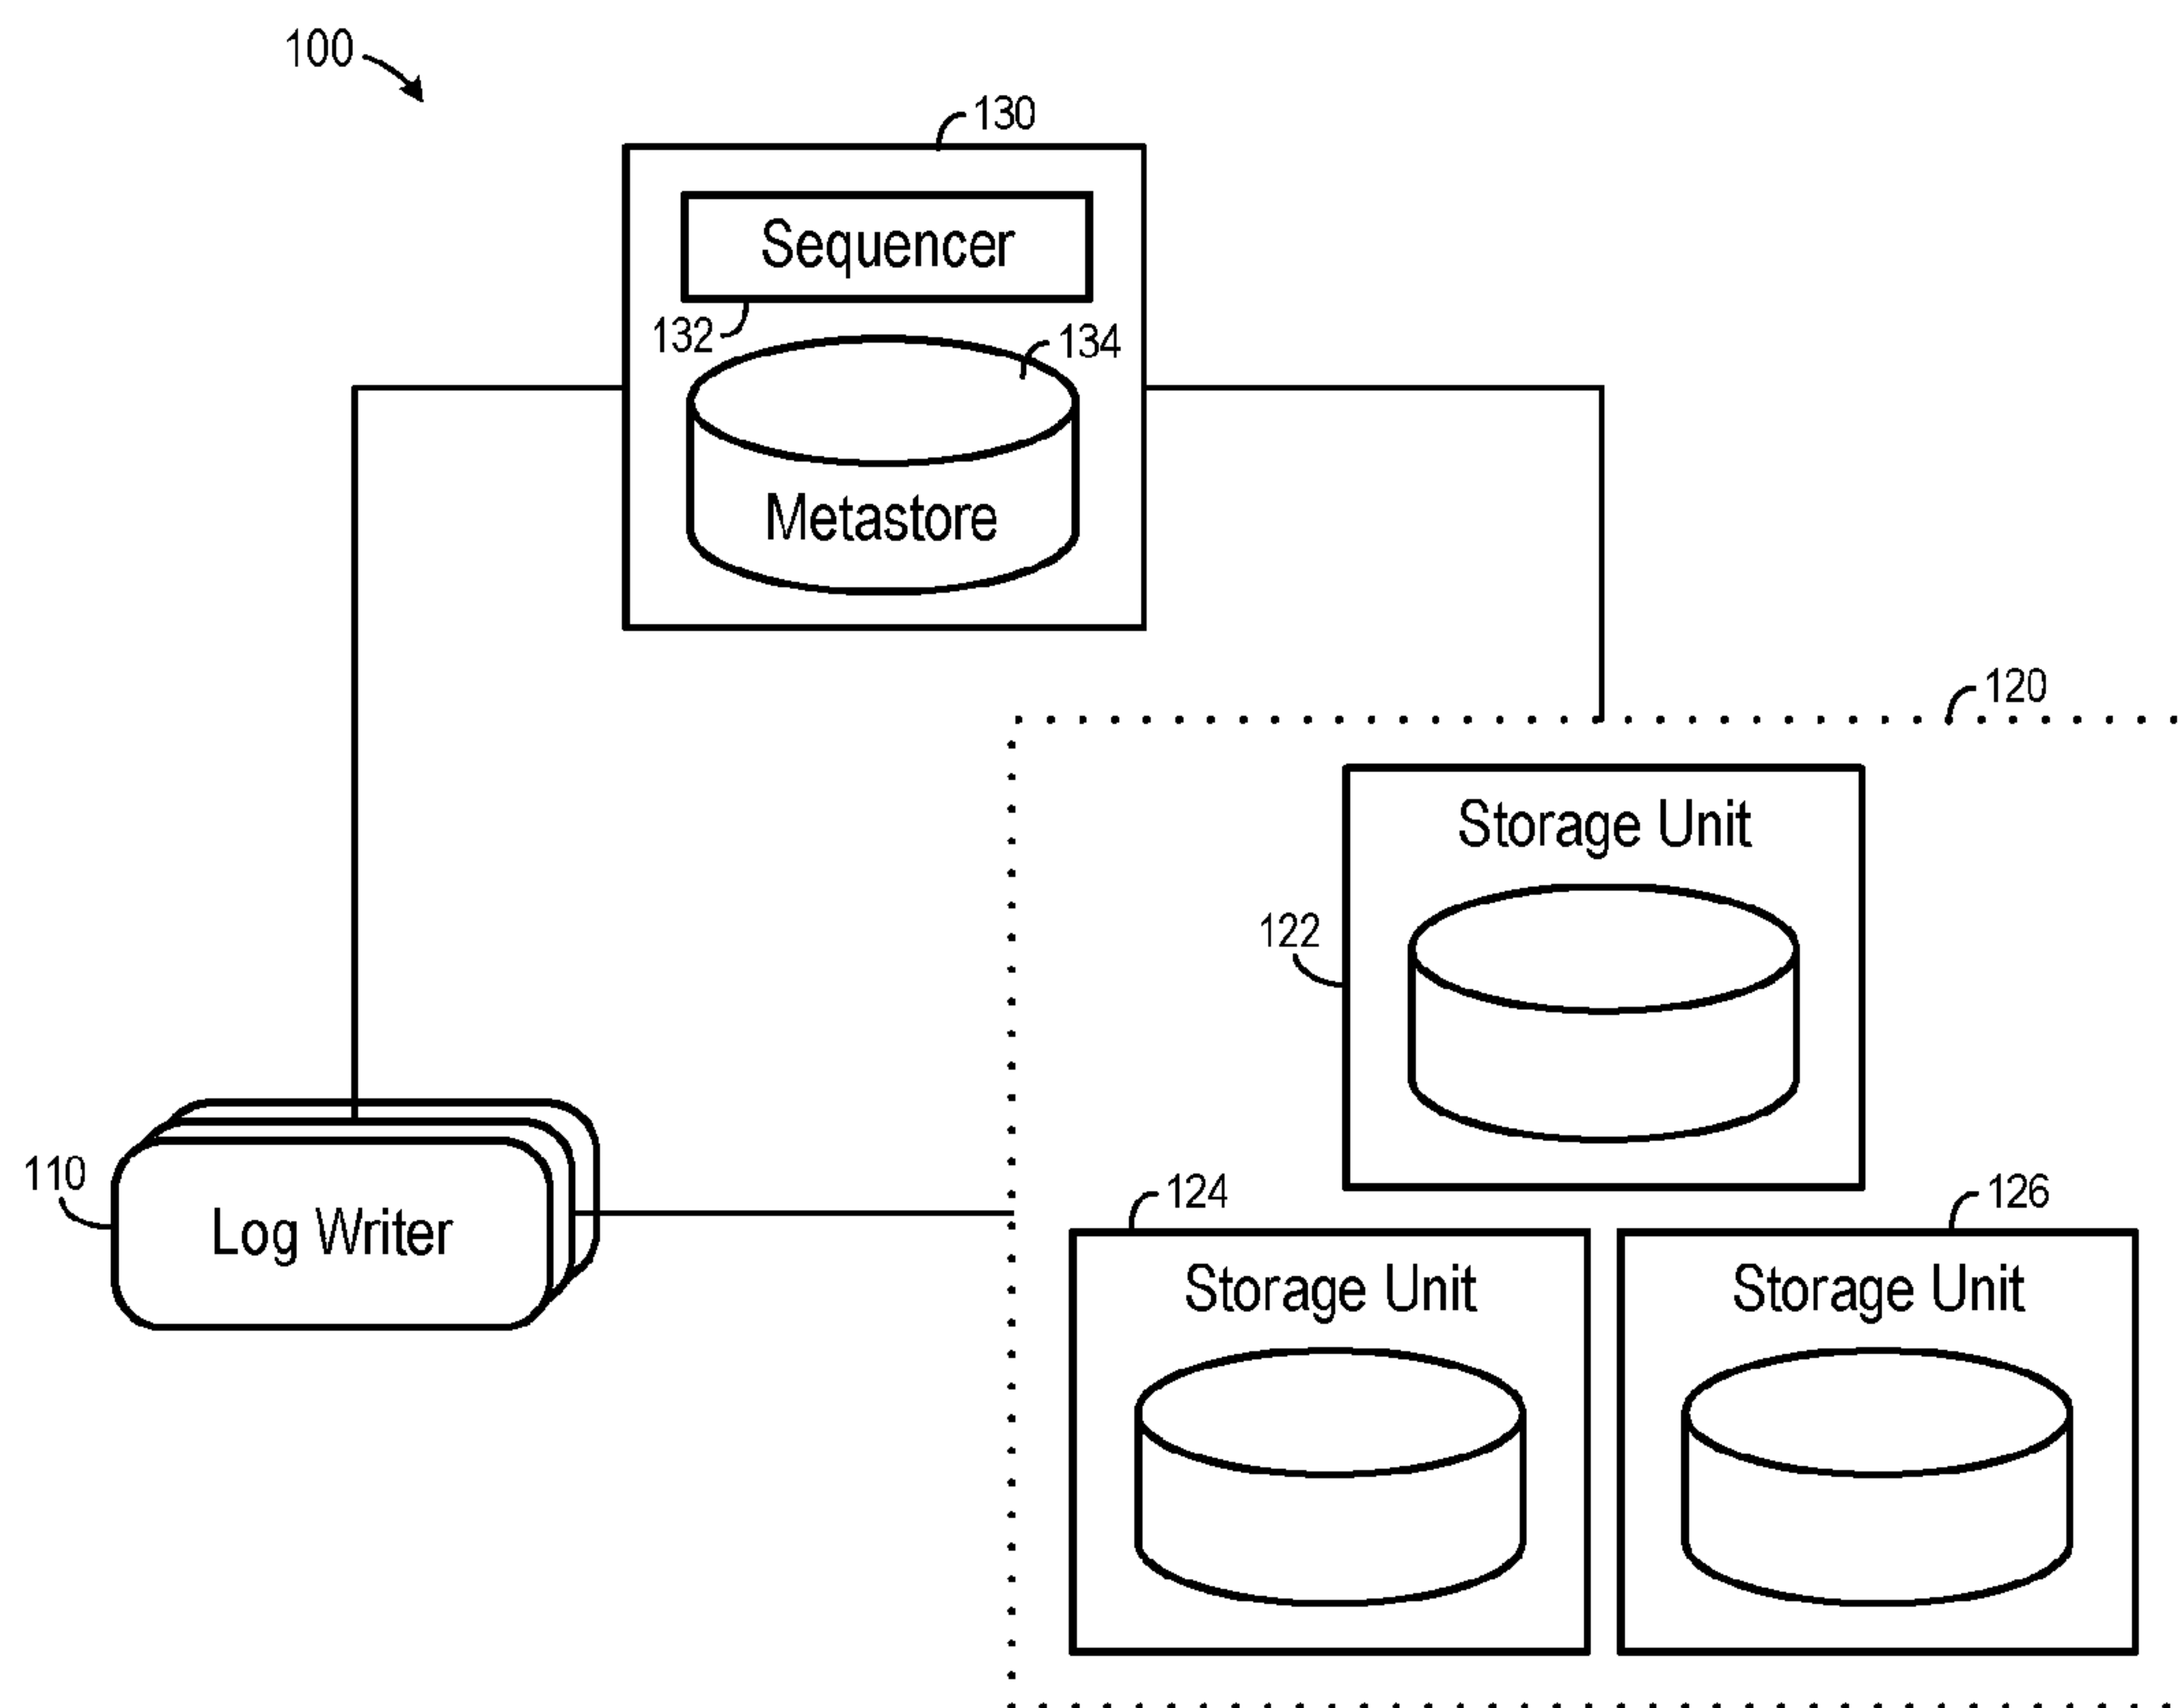 100
130
Sequencer
132
134
Metastore
120
Storage Unit
122
110
Log Writer
124
126
Storage Unit
Storage Unit